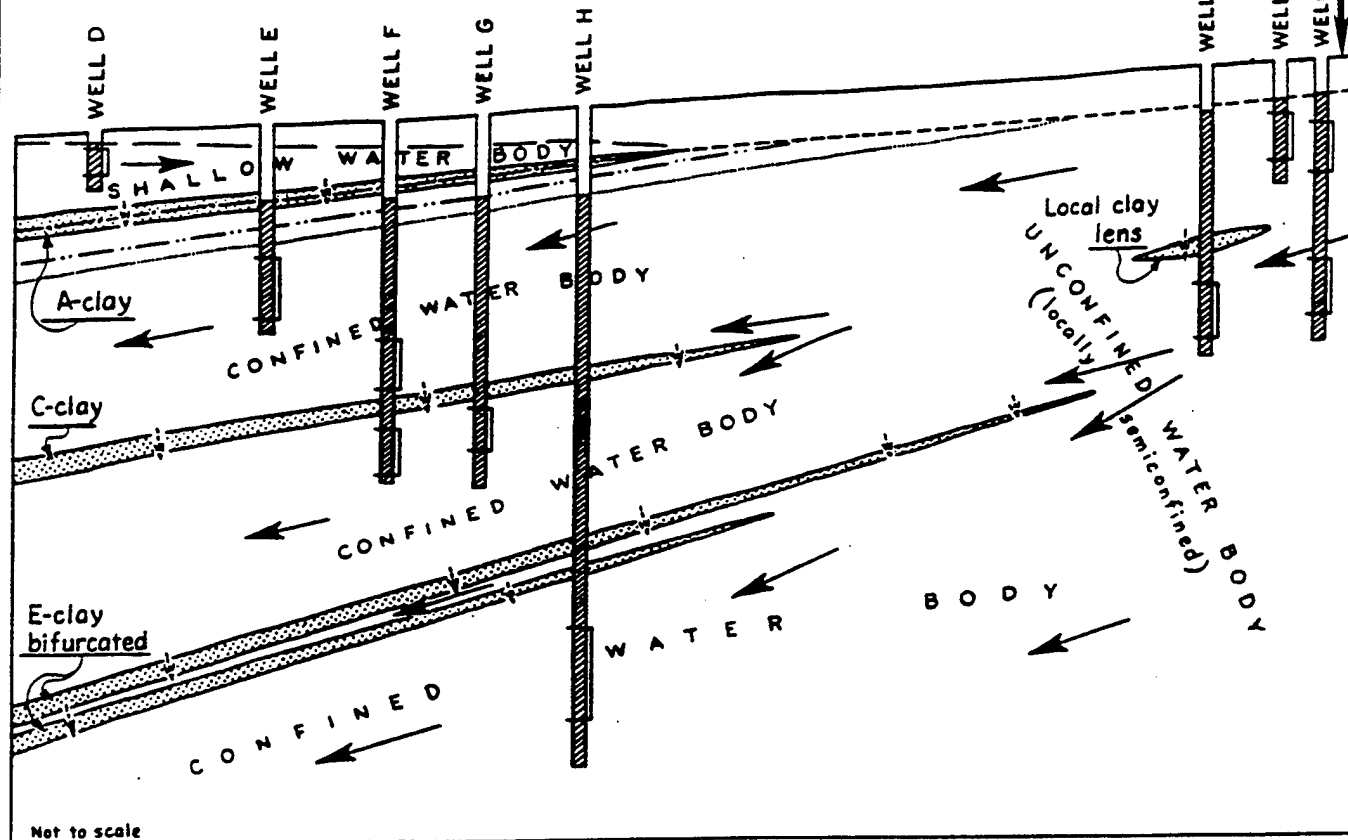 WELL D
WELL E
WELL F
WELL G
WELL H
WELL
WELL
WELL
SHALLOW WATER BODY
A-clay
CONFINED WATER BODY
Local clay
lens
UNCONFINED WATER BODY
(locally semiconfined)
C-clay
CONFINED WATER BODY
E-clay
bifurcated
CONFINED WATER BODY
Not to scale